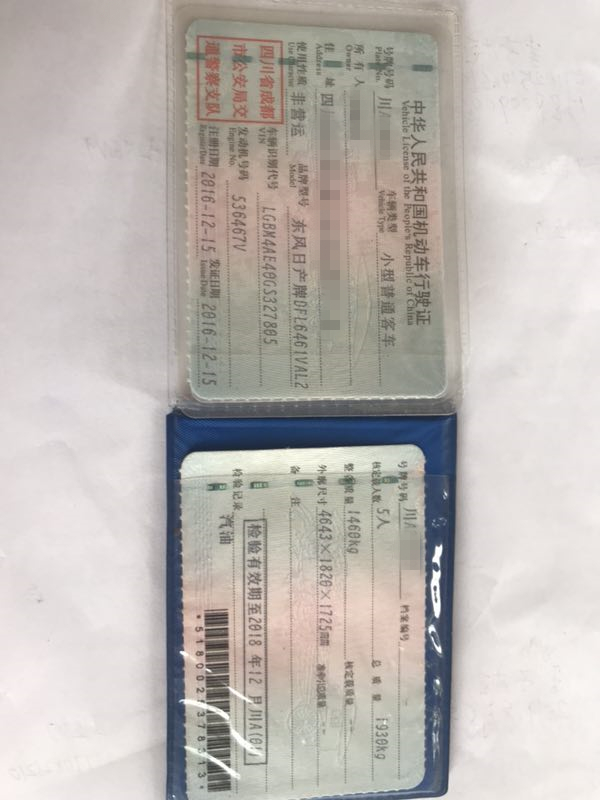 中华人民共和国机动车行驶证
Vehicle License of the People's Republic of China
号牌号码 川A 车辆类型 小型普通客车
Plate No. Vehicle Type
所有人
Owner
住址 四川
Address
使用性质 非营运 品牌型号 东风日产牌DFL6461VAL2
Use Character Model
四川省成都
市公安局交
通警察支队
车辆识别代号 LGBM4AE40GS327805
VIN
发动机号码 536467V
Engine No.
注册日期 2016-12-15 发证日期 2016-12-15
Register Date Issue Date
号牌号码 川A 档案编号
核定载人数 5人 总质量 1930kg
整备质量 1460kg 核定载质量
外廓尺寸 4643×1820×1725mm 准牵引总质量
备注
检验有效期至2018年12月川A(01)
检验记录
汽油